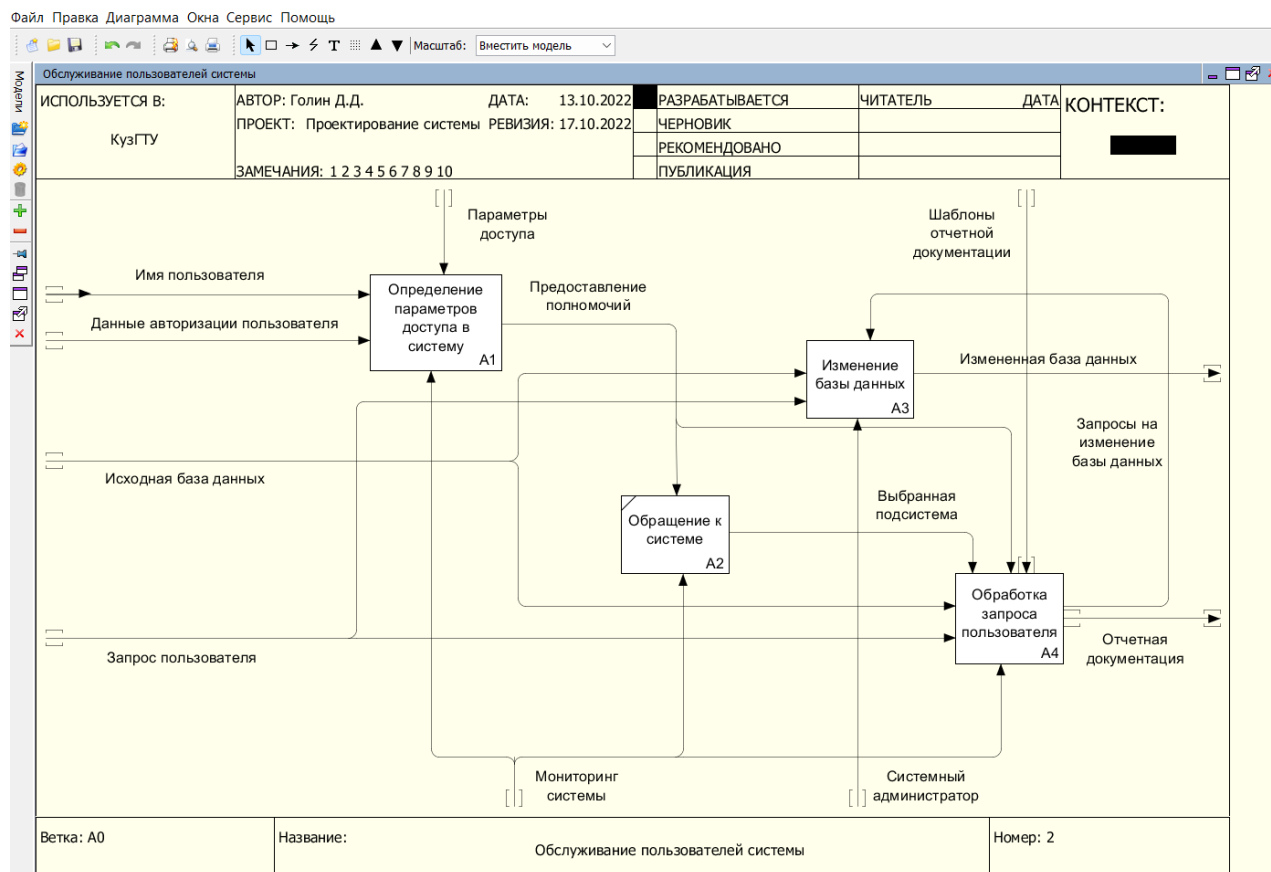 Файл Правка Диаграмма Окна Сервис Помощь
Масштаб: Вместить модель
Модели
Обслуживание пользователей системы
ИСПОЛЬЗУЕТСЯ В:
КузГТУ
АВТОР: Голин Д.Д.
ДАТА: 13.10.2022
ПРОЕКТ: Проектирование системы
РЕВИЗИЯ: 17.10.2022
ЗАМЕЧАНИЯ: 1 2 3 4 5 6 7 8 9 10
РАЗРАБАТЫВАЕТСЯ
ЧЕРНОВИК
РЕКОМЕНДОВАНО
ПУБЛИКАЦИЯ
ЧИТАТЕЛЬ
ДАТА
КОНТЕКСТ:
Параметры
доступа
Шаблоны
отчетной
документации
Имя пользователя
Данные авторизации пользователя
Определение
параметров
доступа в
систему
A1
Предоставление
полномочий
Изменение
базы данных
A3
Измененная база данных
Запросы на
изменение
базы данных
Исходная база данных
Обращение к
системе
A2
Выбранная
подсистема
Обработка
запроса
пользователя
A4
Запрос пользователя
Отчетная
документация
Мониторинг
системы
Системный
администратор
Ветка: A0
Название:
Обслуживание пользователей системы
Номер: 2